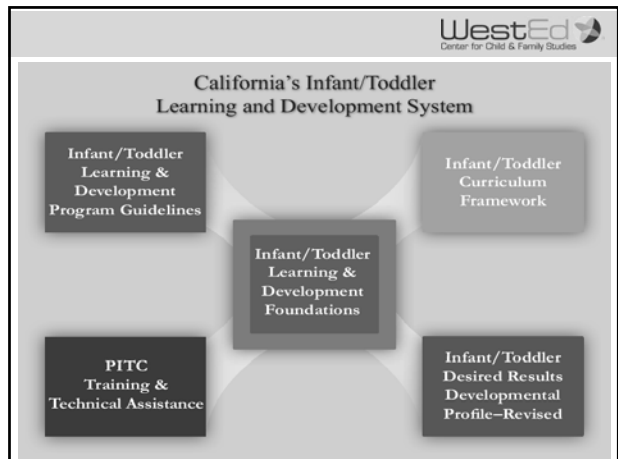 WestEd
Center for Child & Family Studies
California's Infant/Toddler
Learning and Development System
Infant/Toddler
Learning &
Development
Program Guidelines
Infant/Toddler
Curriculum
Framework
Infant/Toddler
Learning &
Development
Foundations
PITC
Training &
Technical Assistance
Infant/Toddler
Desired Results
Developmental
Profile–Revised